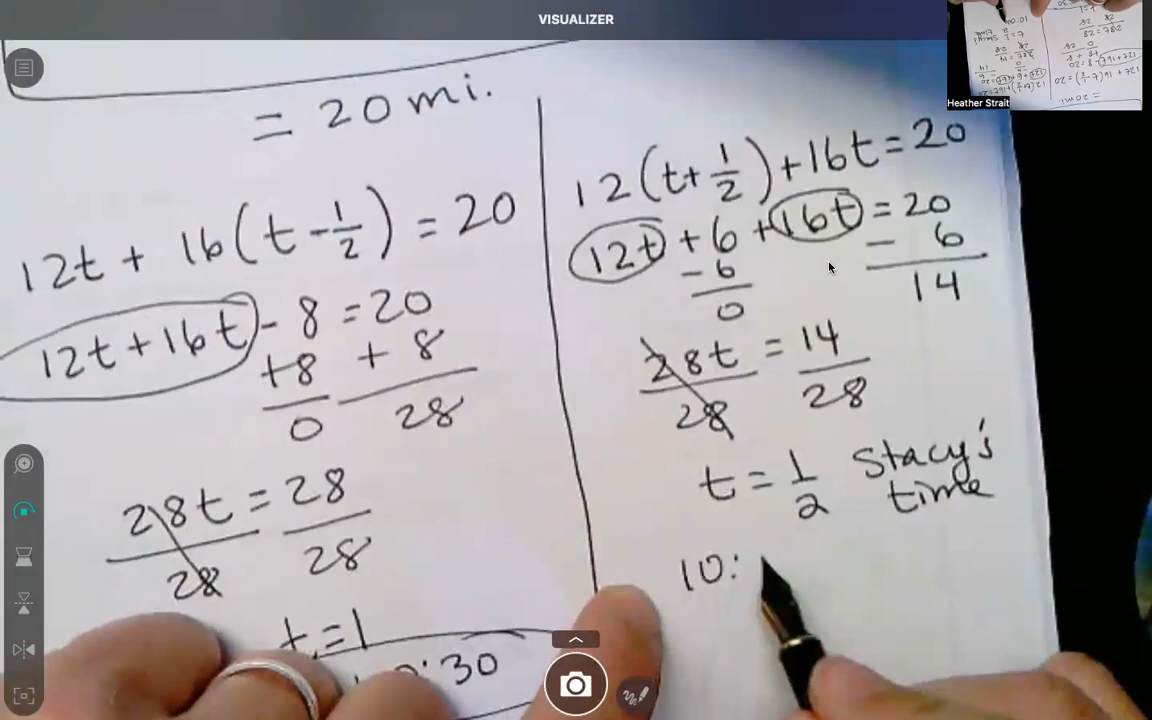 VISUALIZER
Heather Strait
= 20 mi.
12t + 16(t - 1/2) = 20
12t + 16t - 8 = 20
+8 + 8
0 28
28t = 28
28 28
t = 1
:30
12(t + 1/2) + 16t = 20
12t + 6 + 16t = 20
-6 - 6
0 14
28t = 14
28 28
t = 1/2 Stacy's
time
10: